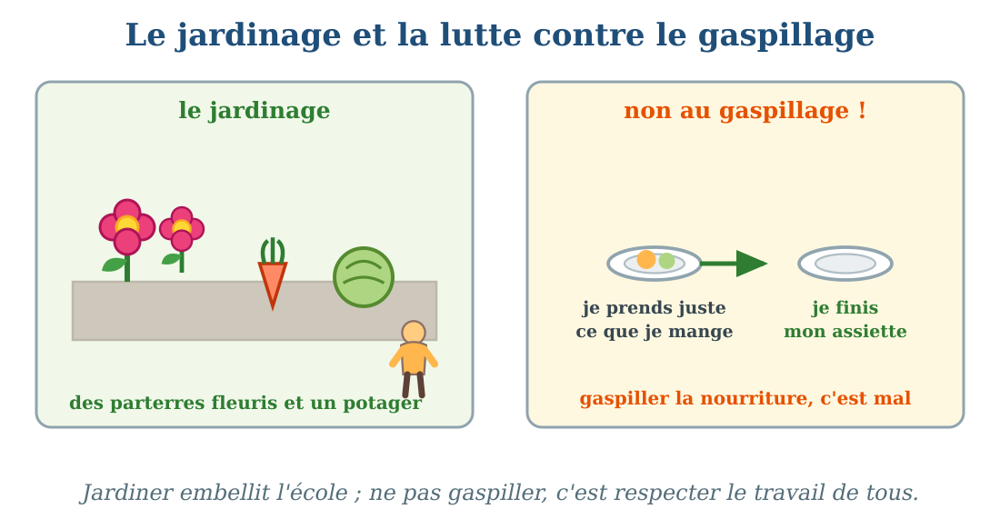 Le jardinage et la lutte contre le gaspillage
le jardinage
des parterres fleuris et un potager
non au gaspillage !
je prends juste
ce que je mange
je finis
mon assiette
gaspiller la nourriture, c'est mal
Jardiner embellit l'école ; ne pas gaspiller, c'est respecter le travail de tous.